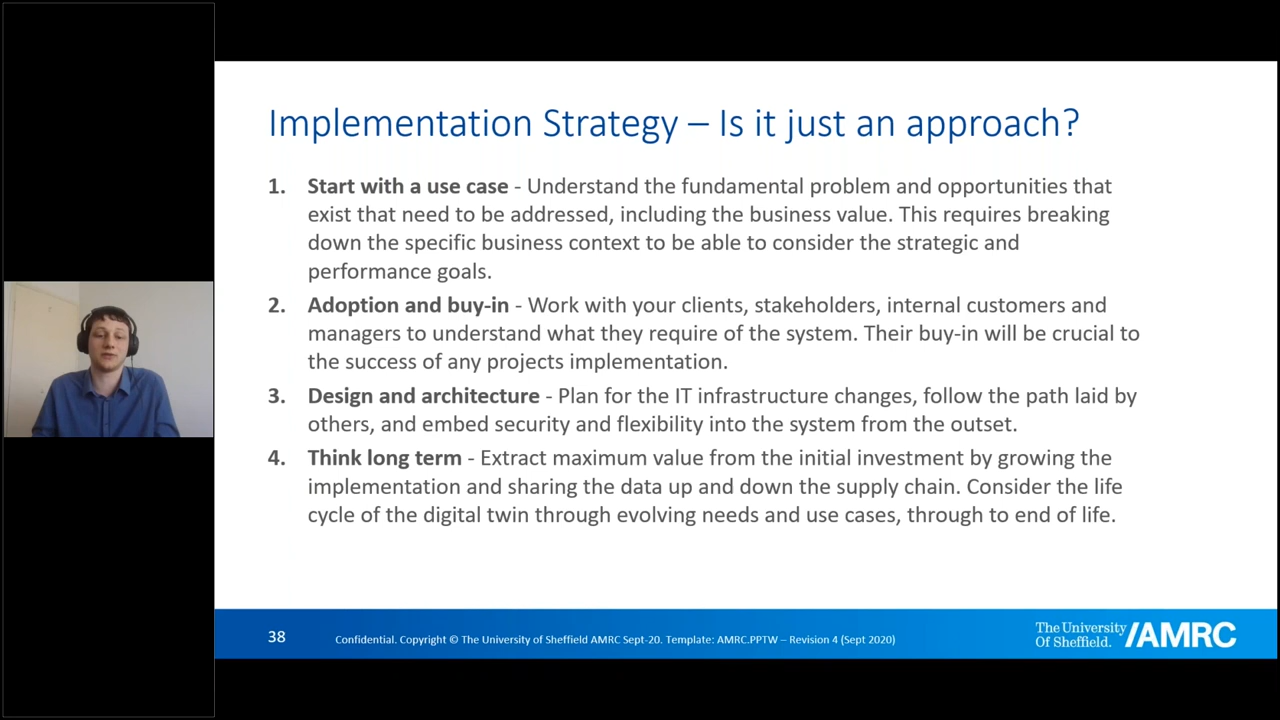 Implementation Strategy – Is it just an approach?
1. Start with a use case - Understand the fundamental problem and opportunities that
exist that need to be addressed, including the business value. This requires breaking
down the specific business context to be able to consider the strategic and
performance goals.
2. Adoption and buy-in - Work with your clients, stakeholders, internal customers and
managers to understand what they require of the system. Their buy-in will be crucial to
the success of any projects implementation.
3. Design and architecture - Plan for the IT infrastructure changes, follow the path laid by
others, and embed security and flexibility into the system from the outset.
4. Think long term - Extract maximum value from the initial investment by growing the
implementation and sharing the data up and down the supply chain. Consider the life
cycle of the digital twin through evolving needs and use cases, through to end of life.
38
Confidential. Copyright © The University of Sheffield AMRC Sept-20. Template: AMRC.PPTW – Revision 4 (Sept 2020)
The University
Of Sheffield.
AMRC